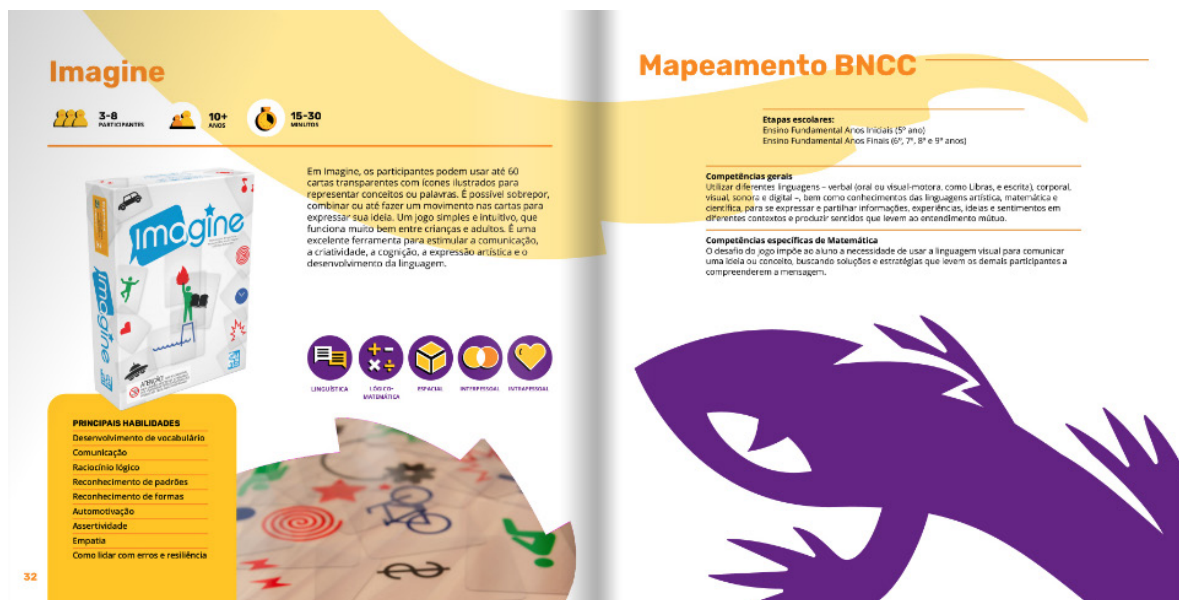 Imagine
3-8
PARTICIPANTES
10+
ANOS
15-30
MINUTOS
Em Imagine, os participantes podem usar até 60
cartas transparentes com ícones ilustrados para
representar conceitos ou palavras. É possível sobrepor,
combinar ou até fazer um movimento nas cartas para
expressar sua ideia. Um jogo simples e intuitivo, que
funciona muito bem entre crianças e adultos. É uma
excelente ferramenta para estimular a comunicação,
a criatividade, a cognição, a expressão artística e o
desenvolvimento da linguagem.
Imagine
Imagine
ATENÇÃO:
LINGUÍSTICA
LÓGICO-
MATEMÁTICA
ESPACIAL
INTERPESSOAL
INTRAPESSOAL
PRINCIPAIS HABILIDADES
Desenvolvimento de vocabulário
Comunicação
Raciocínio lógico
Reconhecimento de padrões
Reconhecimento de formas
Automotivação
Assertividade
Empatia
Como lidar com erros e resiliência
32
Mapeamento BNCC
Etapas escolares:
Ensino Fundamental Anos Iniciais (5º ano)
Ensino Fundamental Anos Finais (6º, 7º, 8º e 9º anos)
Competências gerais
Utilizar diferentes linguagens – verbal (oral ou visual-motora, como Libras, e escrita), corporal,
visual, sonora e digital –, bem como conhecimentos das linguagens artística, matemática e
científica, para se expressar e partilhar informações, experiências, ideias e sentimentos em
diferentes contextos e produzir sentidos que levem ao entendimento mútuo.
Competências específicas de Matemática
O desafio do jogo impõe ao aluno a necessidade de usar a linguagem visual para comunicar
uma ideia ou conceito, buscando soluções e estratégias que levem os demais participantes a
compreenderem a mensagem.